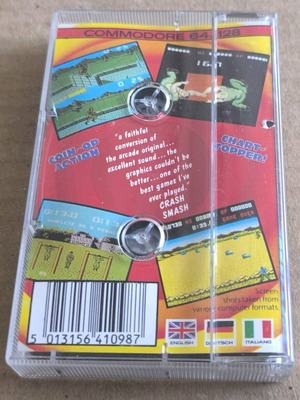 COMMODORE 64/128
COIN-OP
ACTION
CHART-
TOPPER!
"a faithful
conversion of
the arcade original...
excellent sound... the
graphics couldn't be
better...one of the
best games I've
ever played."
CRASH
SMASH
GAME OVER
Screen
shots taken from
various computer formats.
5 013156 410987
ENGLISH
DEUTSCH
ITALIANO